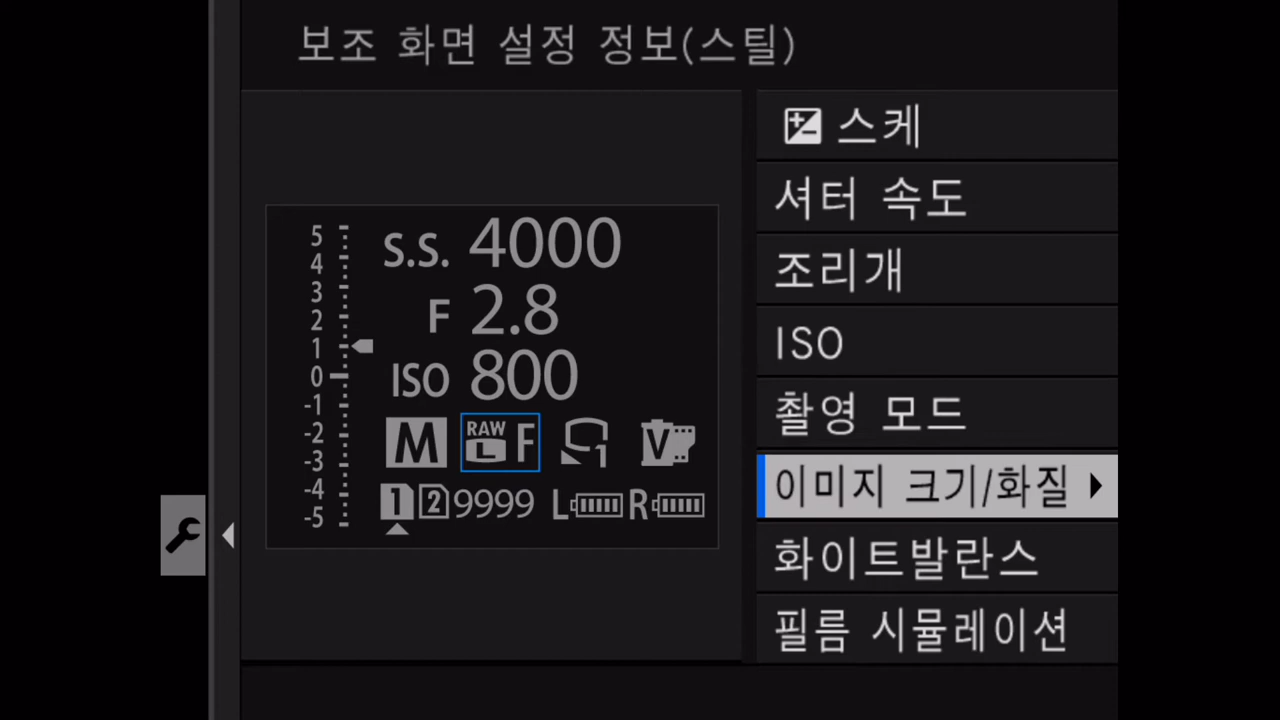 보조 화면 설정 정보(스틸)
스케
셔터 속도
조리개
ISO
촬영 모드
이미지 크기/화질
화이트발란스
필름 시뮬레이션
5
4
3
2
1
0
-1
-2
-3
-4
-5
S.S. 4000
F 2.8
ISO 800
M RAW L F 1 V
1 2 9999 L R